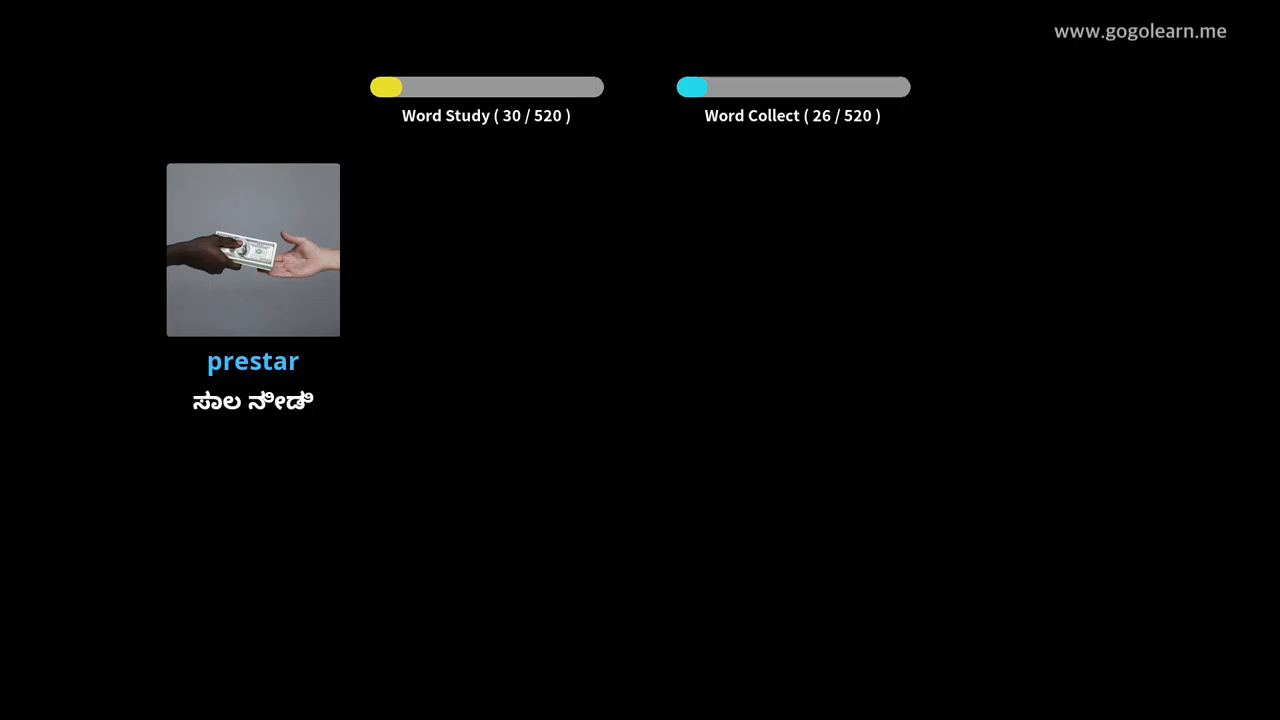 www.gogolearn.me
Word Study ( 30 / 520 )
Word Collect ( 26 / 520 )
prestar
ಸಾಲ ನೀಡಿ